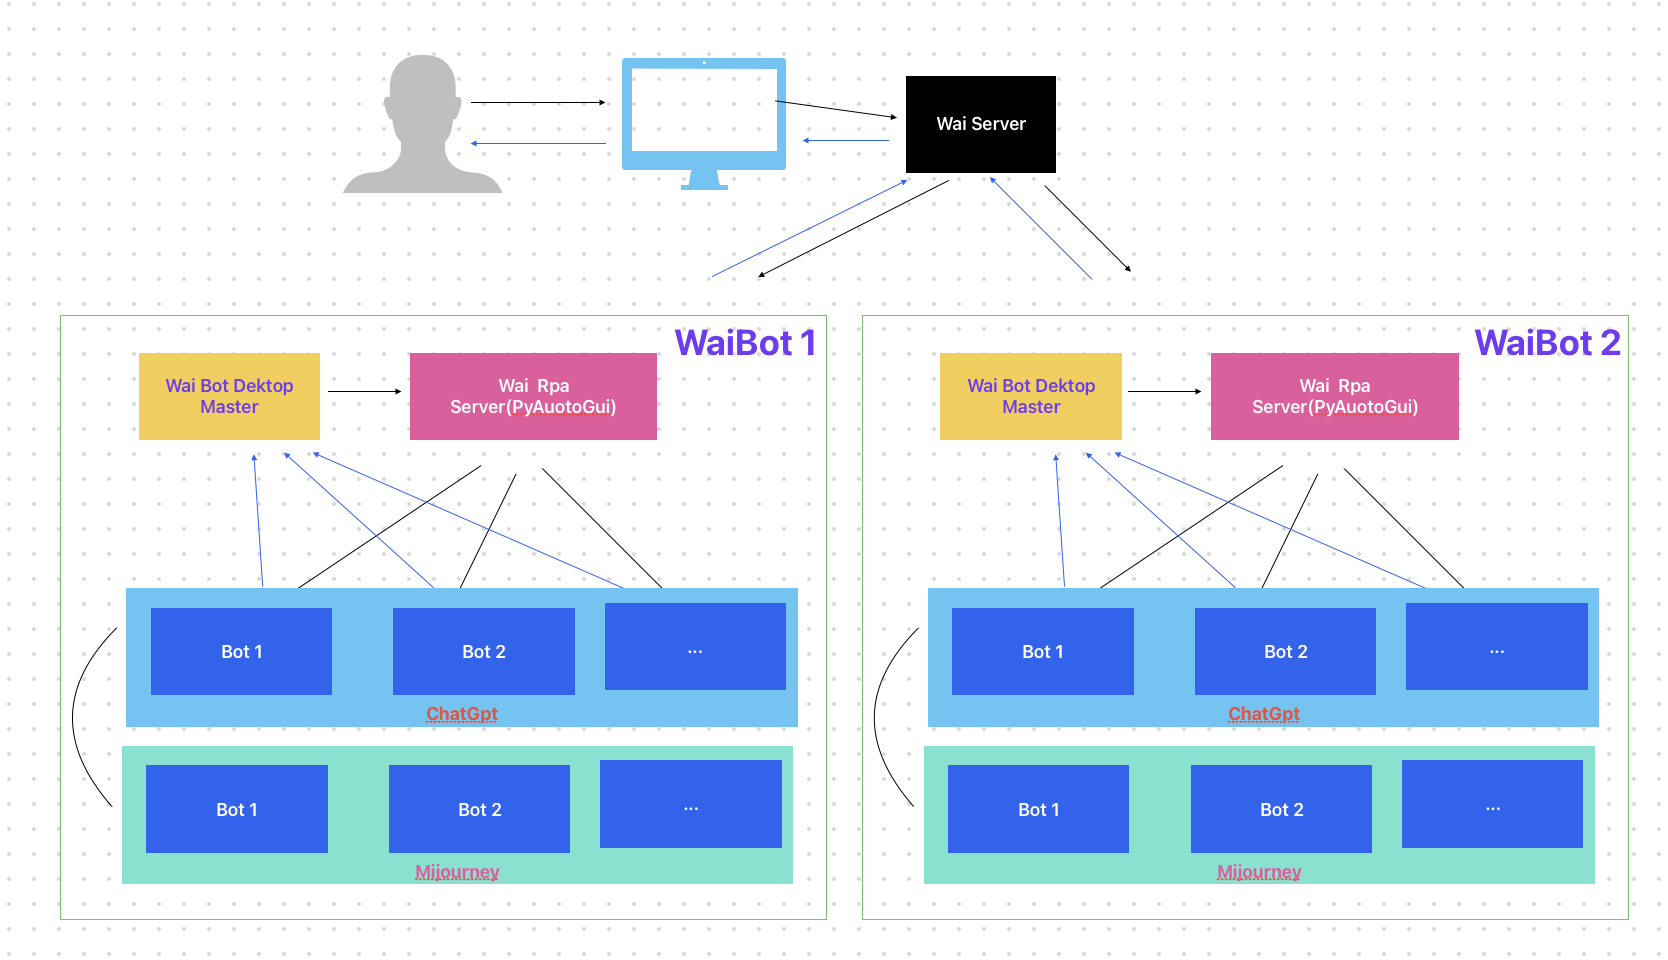 Wai Server
WaiBot 1
Wai Bot Dektop
Master
Wai Rpa
Server(PyAuotoGui)
Bot 1
Bot 2
...
ChatGpt
Bot 1
Bot 2
...
Mijourney
WaiBot 2
Wai Bot Dektop
Master
Wai Rpa
Server(PyAuotoGui)
Bot 1
Bot 2
...
ChatGpt
Bot 1
Bot 2
...
Mijourney